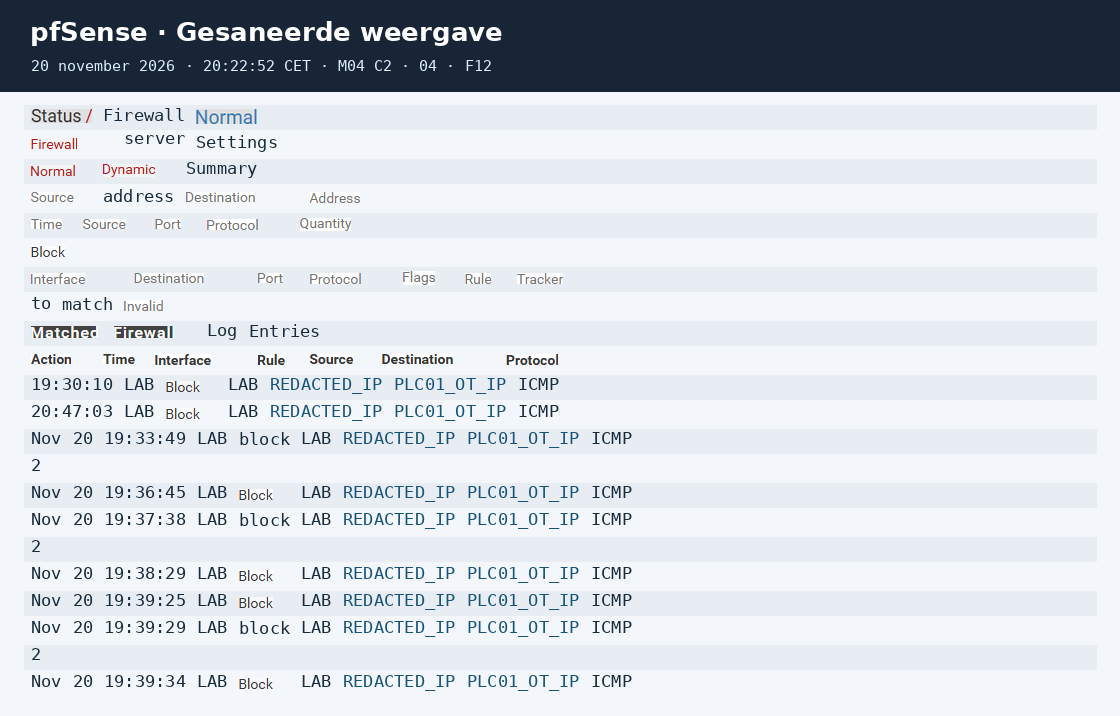 pfSense · Gesaneerde weergave
20 november 2026 · 20:22:52 CET · M04 C2 · 04 · F12
Status / Firewall Normal
Firewall server Settings
Normal Dynamic Summary
Source address Destination Address
Time Source Port Protocol Quantity
Block
Interface Destination Port Protocol Flags Rule Tracker
to match Invalid
Matched Firewall Log Entries
Action Time Interface Rule Source Destination Protocol
19:30:10 LAB Block LAB REDACTED_IP PLC01_OT_IP ICMP
20:47:03 LAB Block LAB REDACTED_IP PLC01_OT_IP ICMP
Nov 20 19:33:49 LAB block LAB REDACTED_IP PLC01_OT_IP ICMP
2
Nov 20 19:36:45 LAB Block LAB REDACTED_IP PLC01_OT_IP ICMP
Nov 20 19:37:38 LAB block LAB REDACTED_IP PLC01_OT_IP ICMP
2
Nov 20 19:38:29 LAB Block LAB REDACTED_IP PLC01_OT_IP ICMP
Nov 20 19:39:25 LAB Block LAB REDACTED_IP PLC01_OT_IP ICMP
Nov 20 19:39:29 LAB block LAB REDACTED_IP PLC01_OT_IP ICMP
2
Nov 20 19:39:34 LAB Block LAB REDACTED_IP PLC01_OT_IP ICMP